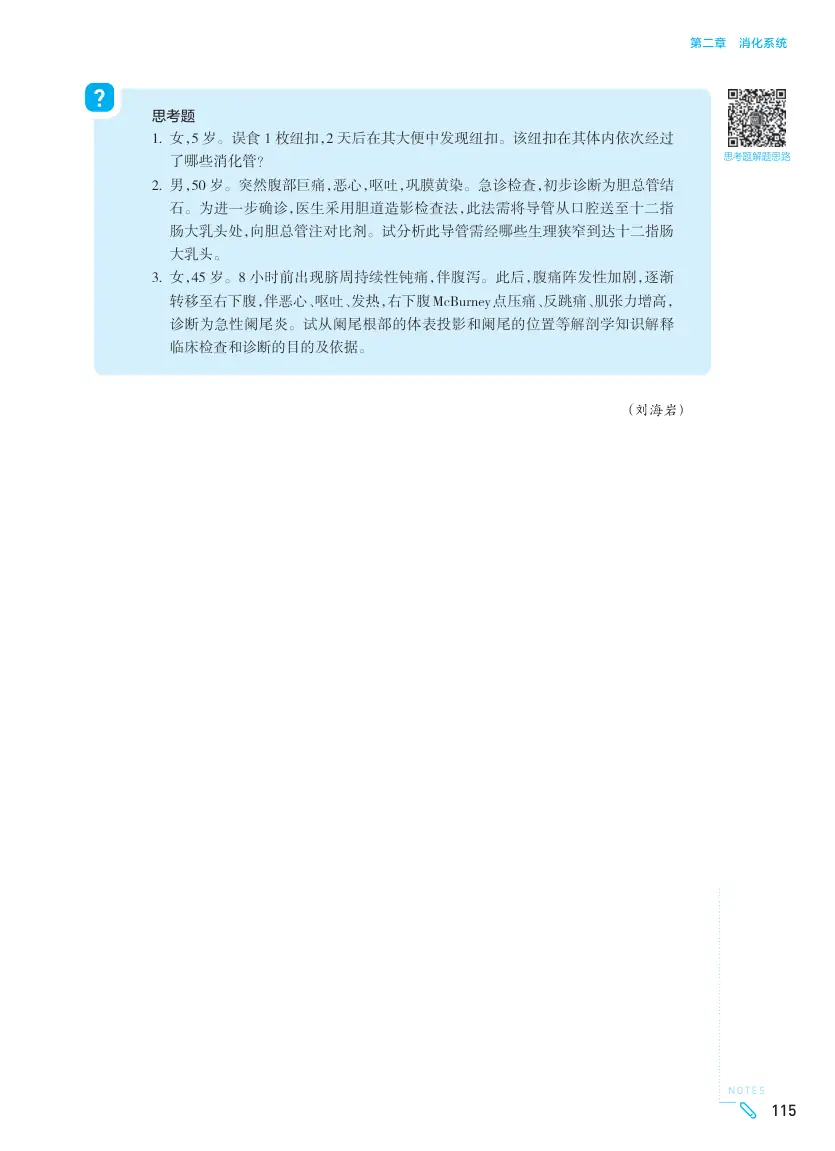 第二章 消化系统
?
思考题
1. 女,5 岁。误食 1 枚纽扣,2 天后在其大便中发现纽扣。该纽扣在其体内依次经过
了哪些消化管?
2. 男,50 岁。突然腹部巨痛,恶心,呕吐,巩膜黄染。急诊检查,初步诊断为胆总管结
石。为进一步确诊,医生采用胆道造影检查法,此法需将导管从口腔送至十二指
肠大乳头处,向胆总管注对比剂。试分析此导管需经哪些生理狭窄到达十二指肠
大乳头。
3. 女,45 岁。8 小时前出现脐周持续性钝痛,伴腹泻。此后,腹痛阵发性加剧,逐渐
转移至右下腹,伴恶心、呕吐、发热,右下腹 McBurney 点压痛、反跳痛、肌张力增高,
诊断为急性阑尾炎。试从阑尾根部的体表投影和阑尾的位置等解剖学知识解释
临床检查和诊断的目的及依据。
思考题解题思路
(刘海岩)
NOTES
115